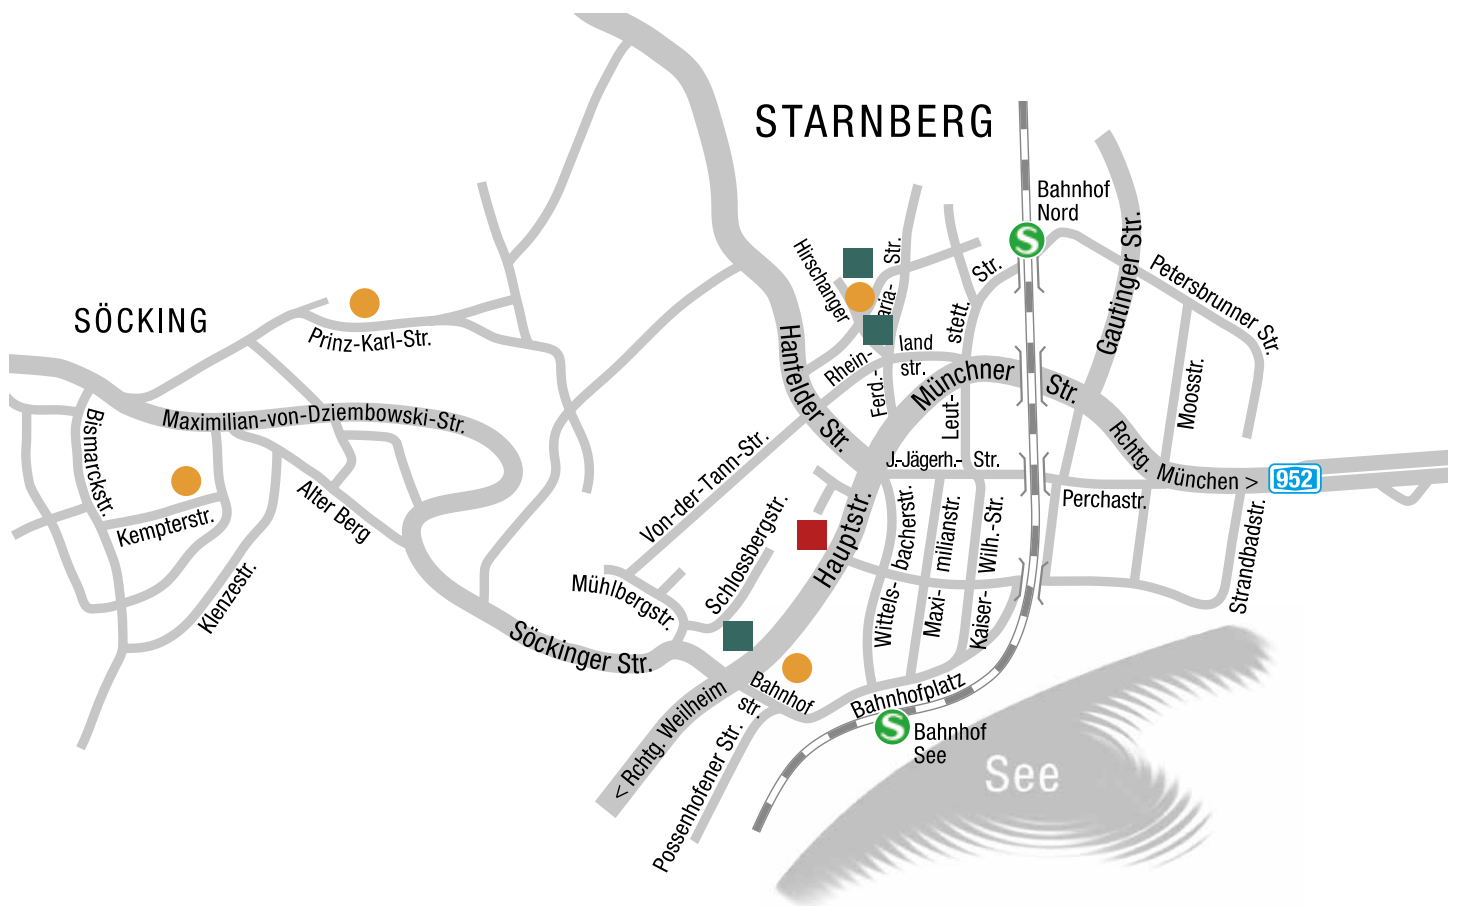 STARNBERG
Bahnhof
Nord
S
Gautinger Str.
Petersbrunner Str.
Hirschanger
Str.
aria-
Str.
stett.
SÖCKING
Prinz-Karl-Str.
Hanfelder Str.
Rhein-
land
str.
Ferd.-
Münchner
Str.
Leut-
Moosstr.
Rchtg.
München >
952
Maximilian-von-Dziembowski-Str.
Bismarckstr.
Kempterstr.
Alter Berg
Klenzestr.
Von-der-Tann-Str.
J.-Jägerh.-
Str.
Perchastr.
Strandbadstr.
Schlossbergstr.
Hauptstr.
Mühlbergstr.
Söckinger Str.
Wittels-
bacherstr.
Maxi-
milianstr.
Kaiser-
Wilh.-Str.
Bahnhof
str.
Bahnhofplatz
< Rchtg. Weilheim
Possenhofener Str.
S
Bahnhof
See
See